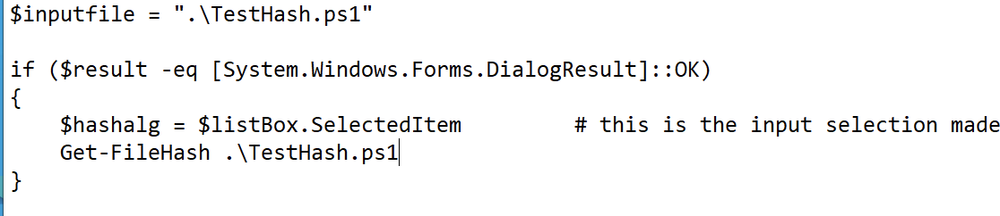 $inputfile = ".\TestHash.ps1"
if ($result -eq [System.Windows.Forms.DialogResult]::OK)
{
$hashalg = $listBox.SelectedItem # this is the input selection made
Get-FileHash .\TestHash.ps1
}